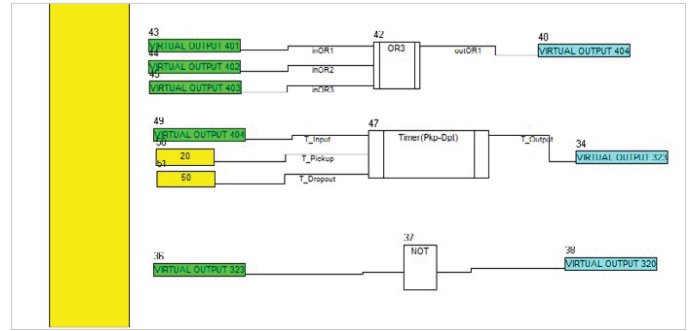 43
42
40
VIRTUAL OUTPUT 401
inOR1
OR3
outOR1
VIRTUAL OUTPUT 404
44
VIRTUAL OUTPUT 402
inOR2
45
VIRTUAL OUTPUT 403
inOR3
49
47
VIRTUAL OUTPUT 404
T_Input
Timer(Pkp-Dpt)
T_Output
34
50
20
T_Pickup
VIRTUAL OUTPUT 323
51
50
T_Dropout
37
36
NOT
38
VIRTUAL OUTPUT 323
VIRTUAL OUTPUT 320